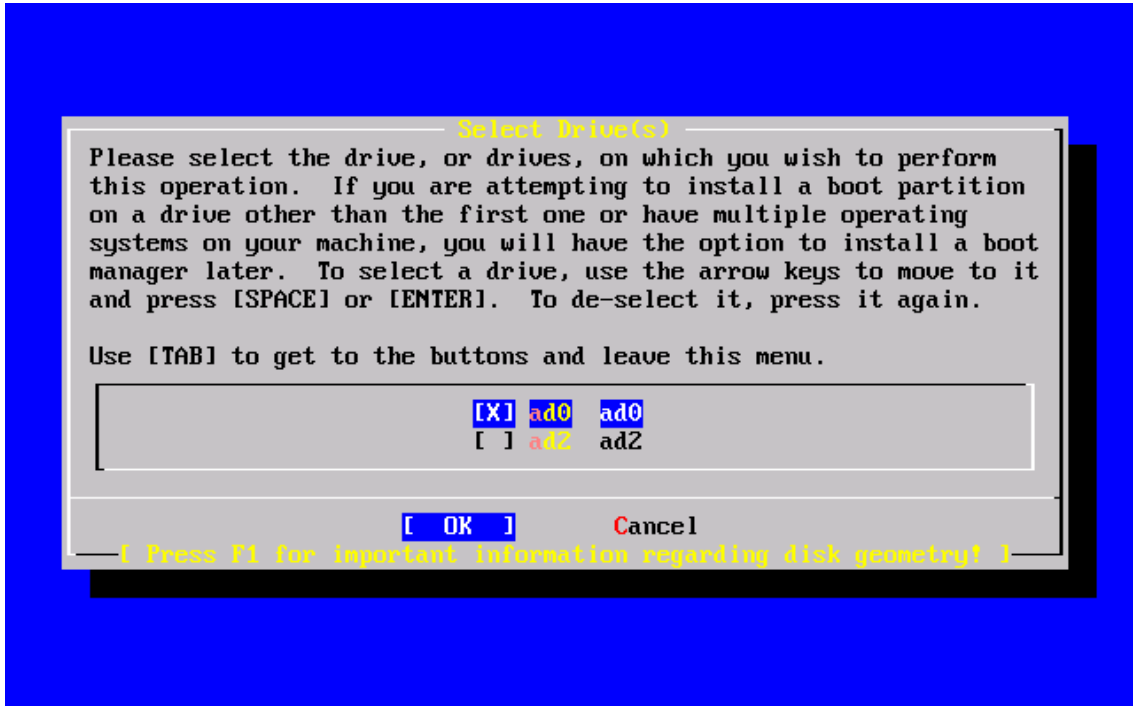 Select Drive(s)
Please select the drive, or drives, on which you wish to perform
this operation.  If you are attempting to install a boot partition
on a drive other than the first one or have multiple operating
systems on your machine, you will have the option to install a boot
manager later.  To select a drive, use the arrow keys to move to it
and press [SPACE] or [ENTER].  To de-select it, press it again.
Use [TAB] to get to the buttons and leave this menu.
[X] ad0  ad0
[ ] ad2  ad2
[  OK  ]  Cancel
[ Press F1 for important information regarding disk geometry! ]